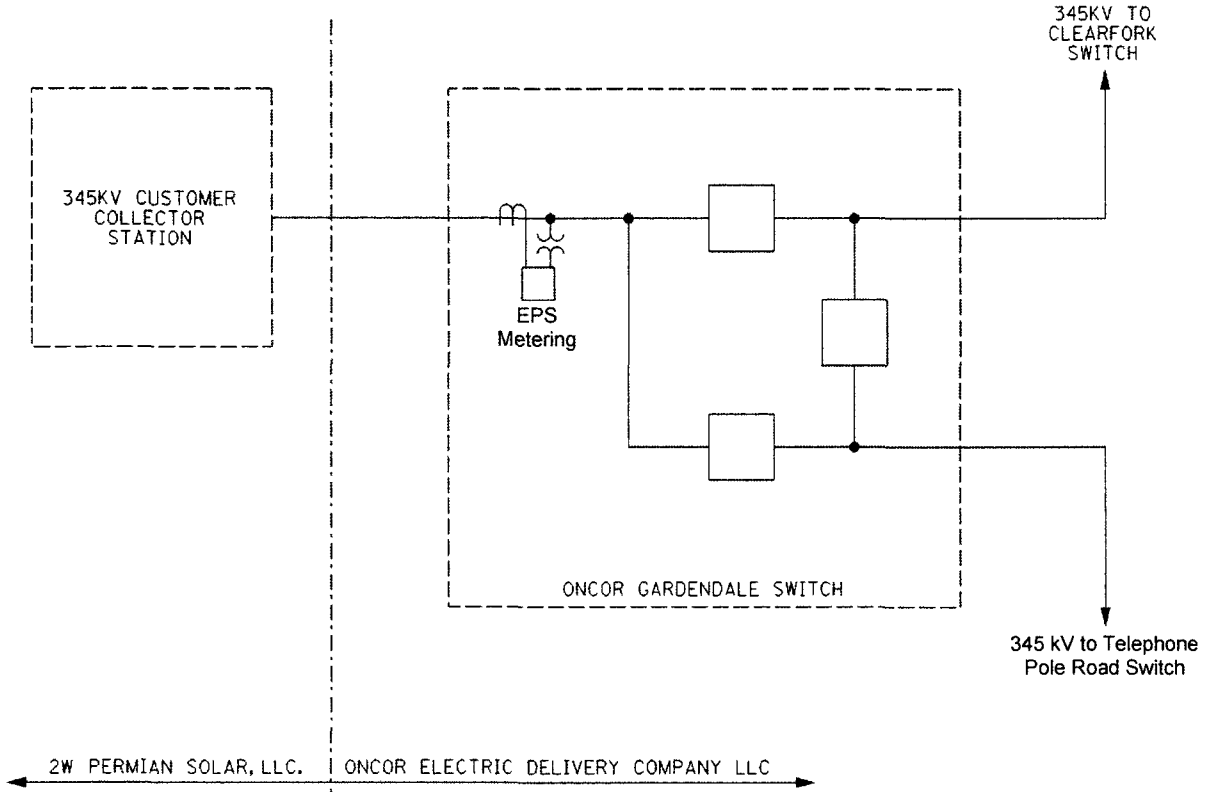 345KV TO
CLEARFORK
SWITCH
345KV CUSTOMER
COLLECTOR
STATION
EPS
Metering
ONCOR GARDENDALE SWITCH
345 kV to Telephone
Pole Road Switch
2W PERMIAN SOLAR, LLC.
ONCOR ELECTRIC DELIVERY COMPANY LLC